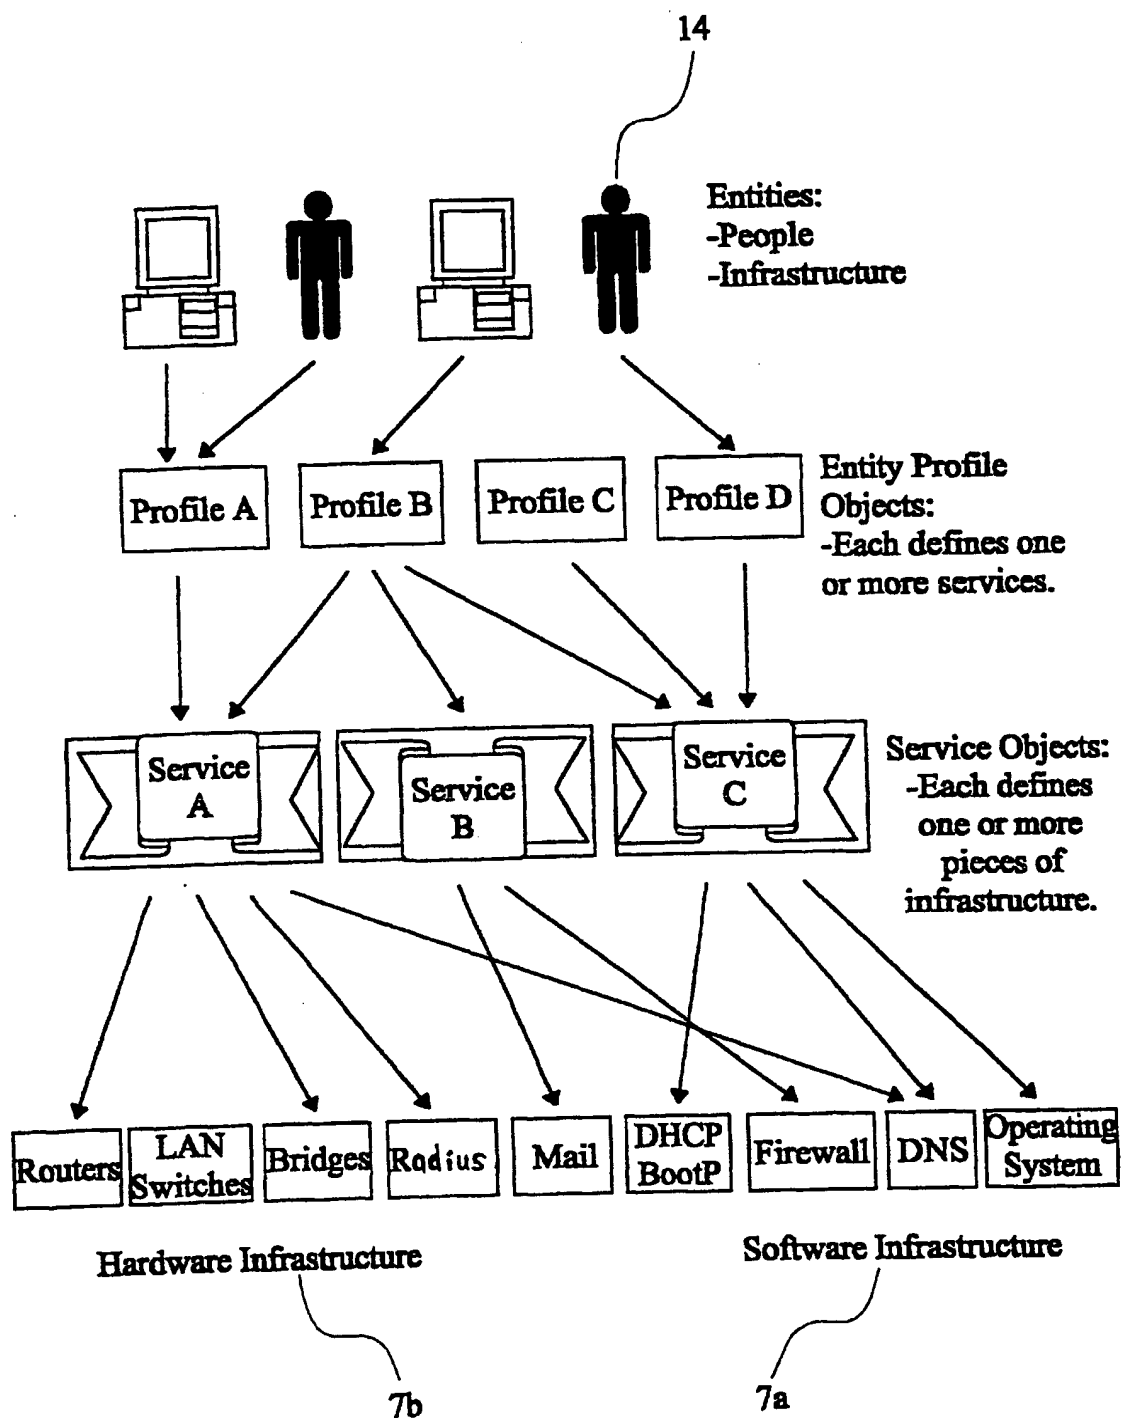 14
Entities:
-People
-Infrastructure
Profile A
Profile B
Profile C
Profile D
Entity Profile
Objects:
-Each defines one
or more services.
Service
A
Service
B
Service
C
Service Objects:
-Each defines
one or more
pieces of
infrastructure.
Routers
LAN
Switches
Bridges
Radius
Mail
DHCP
BootP
Firewall
DNS
Operating
System
Hardware Infrastructure
Software Infrastructure
7b
7a